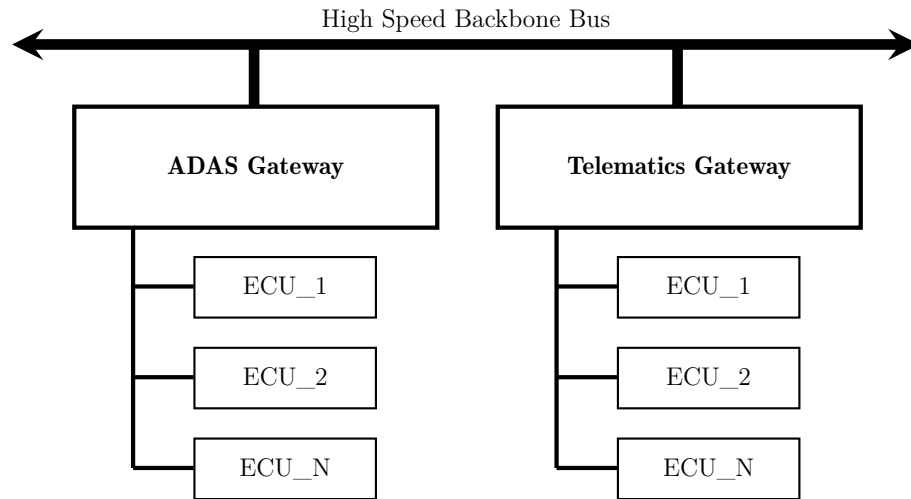 High Speed Backbone Bus
ADAS Gateway
Telematics Gateway
ECU_1
ECU_1
ECU_2
ECU_2
ECU_N
ECU_N